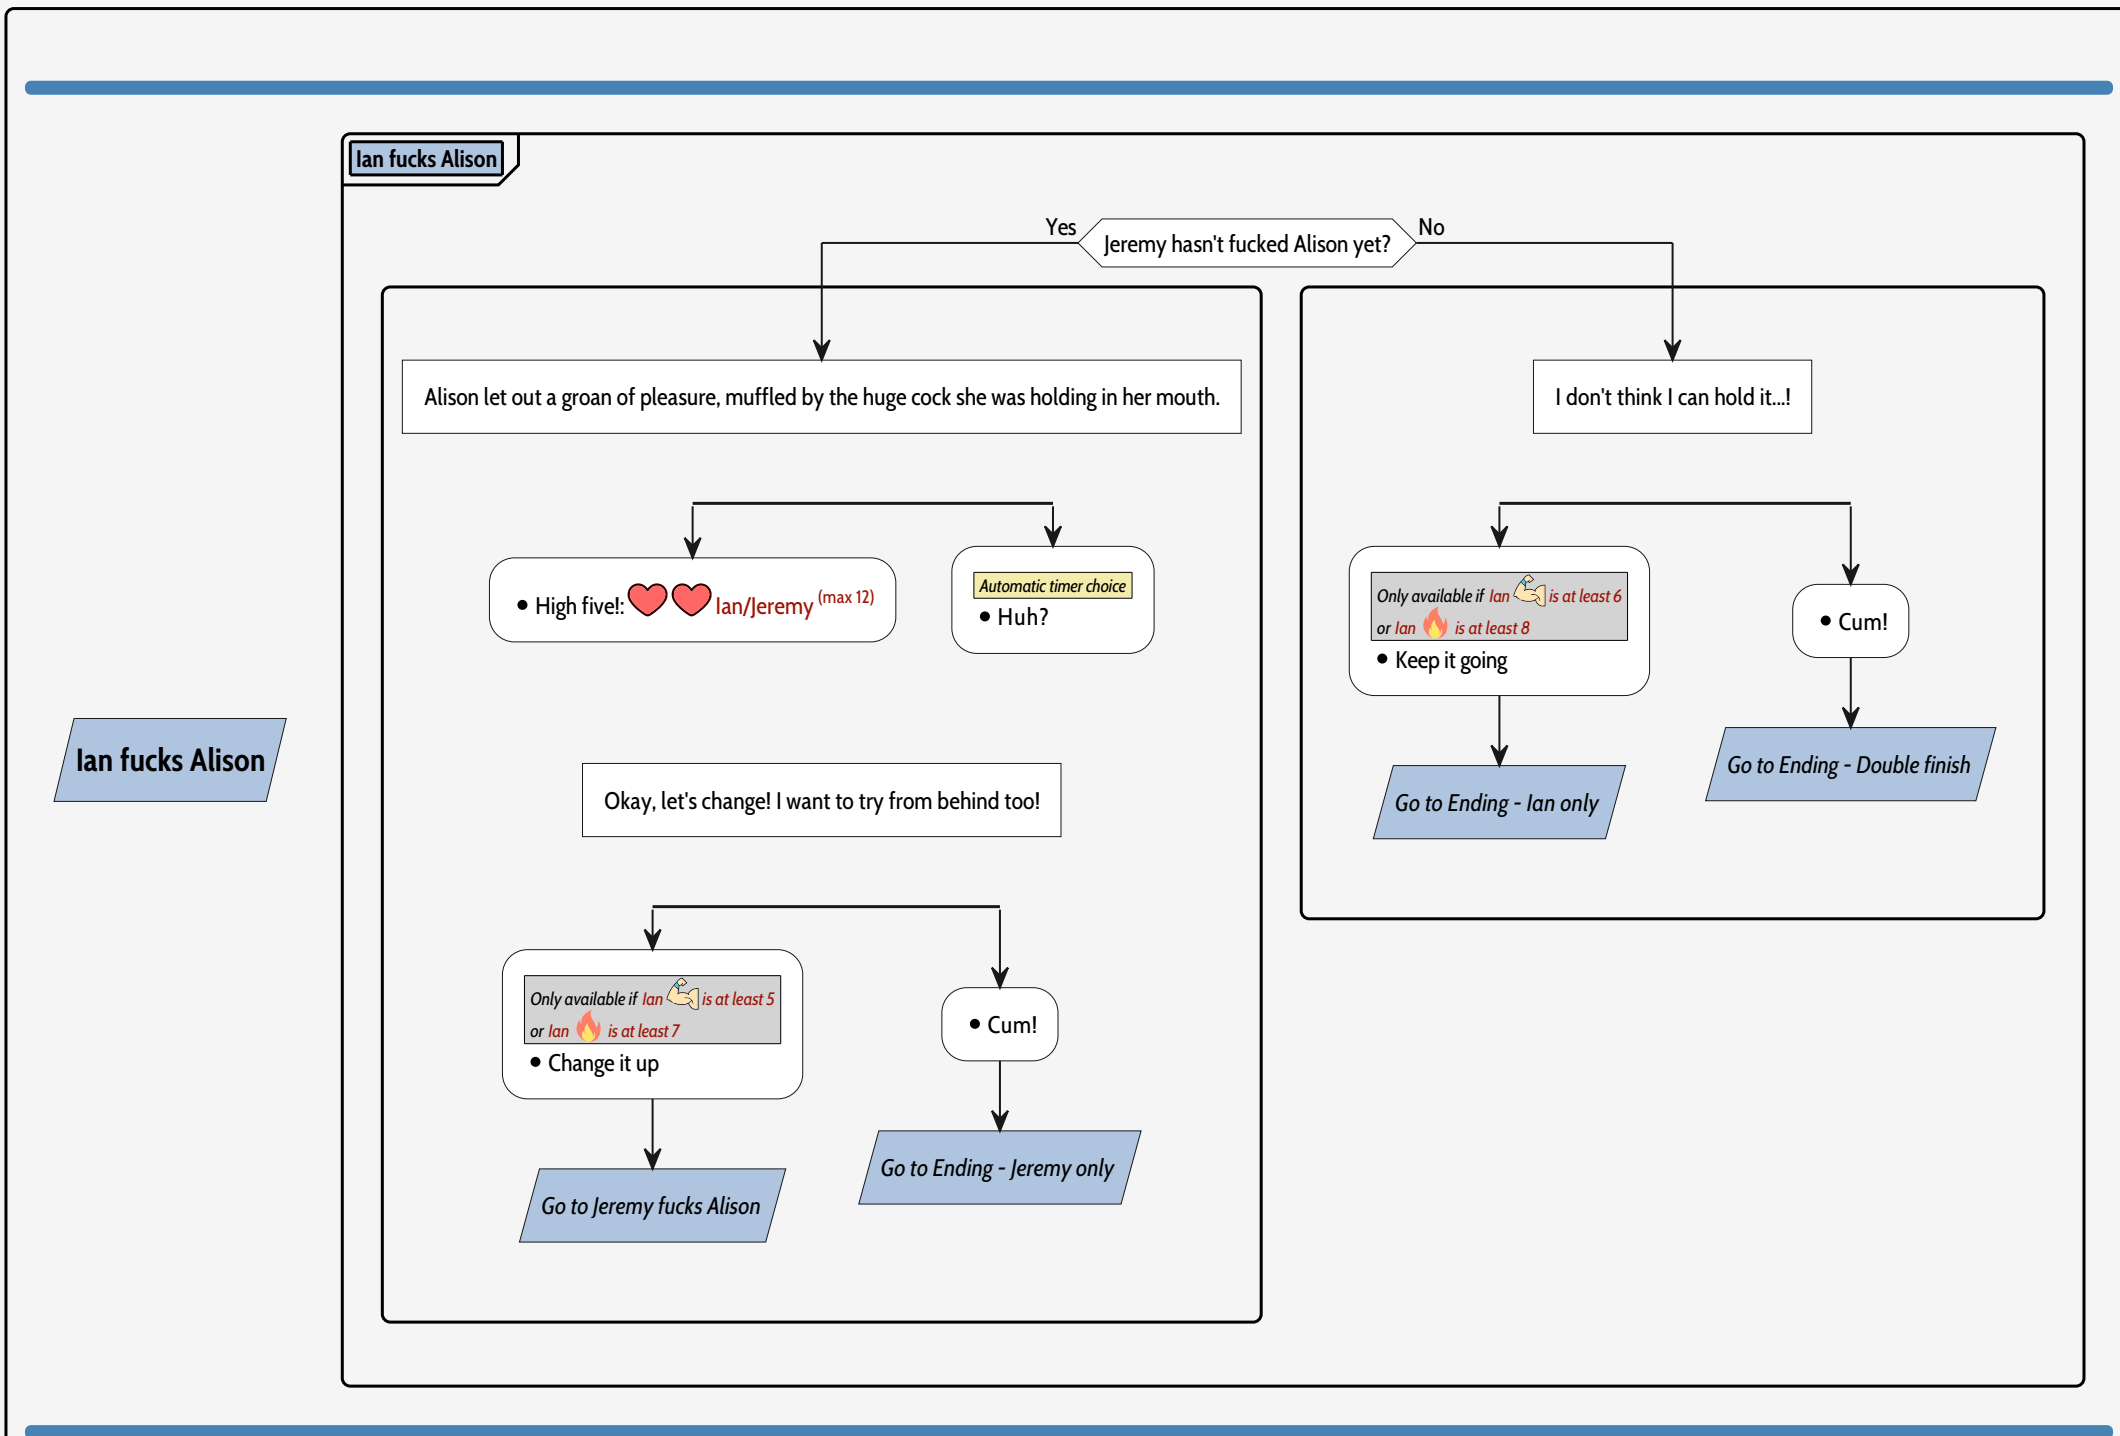 Ian fucks Alison
Yes
Jeremy hasn't fucked Alison yet?
No
Alison let out a groan of pleasure, muffled by the huge cock she was holding in her mouth.
• High five!: Ian/Jeremy (max 12)
Automatic timer choice
• Huh?
Okay, let's change! I want to try from behind too!
Only available if Ian is at least 5
or Ian is at least 7
• Change it up
Go to Jeremy fucks Alison
• Cum!
Go to Ending - Jeremy only
I don't think I can hold it...!
Only available if Ian is at least 6
or Ian is at least 8
• Keep it going
Go to Ending - Ian only
• Cum!
Go to Ending - Double finish
Ian fucks Alison